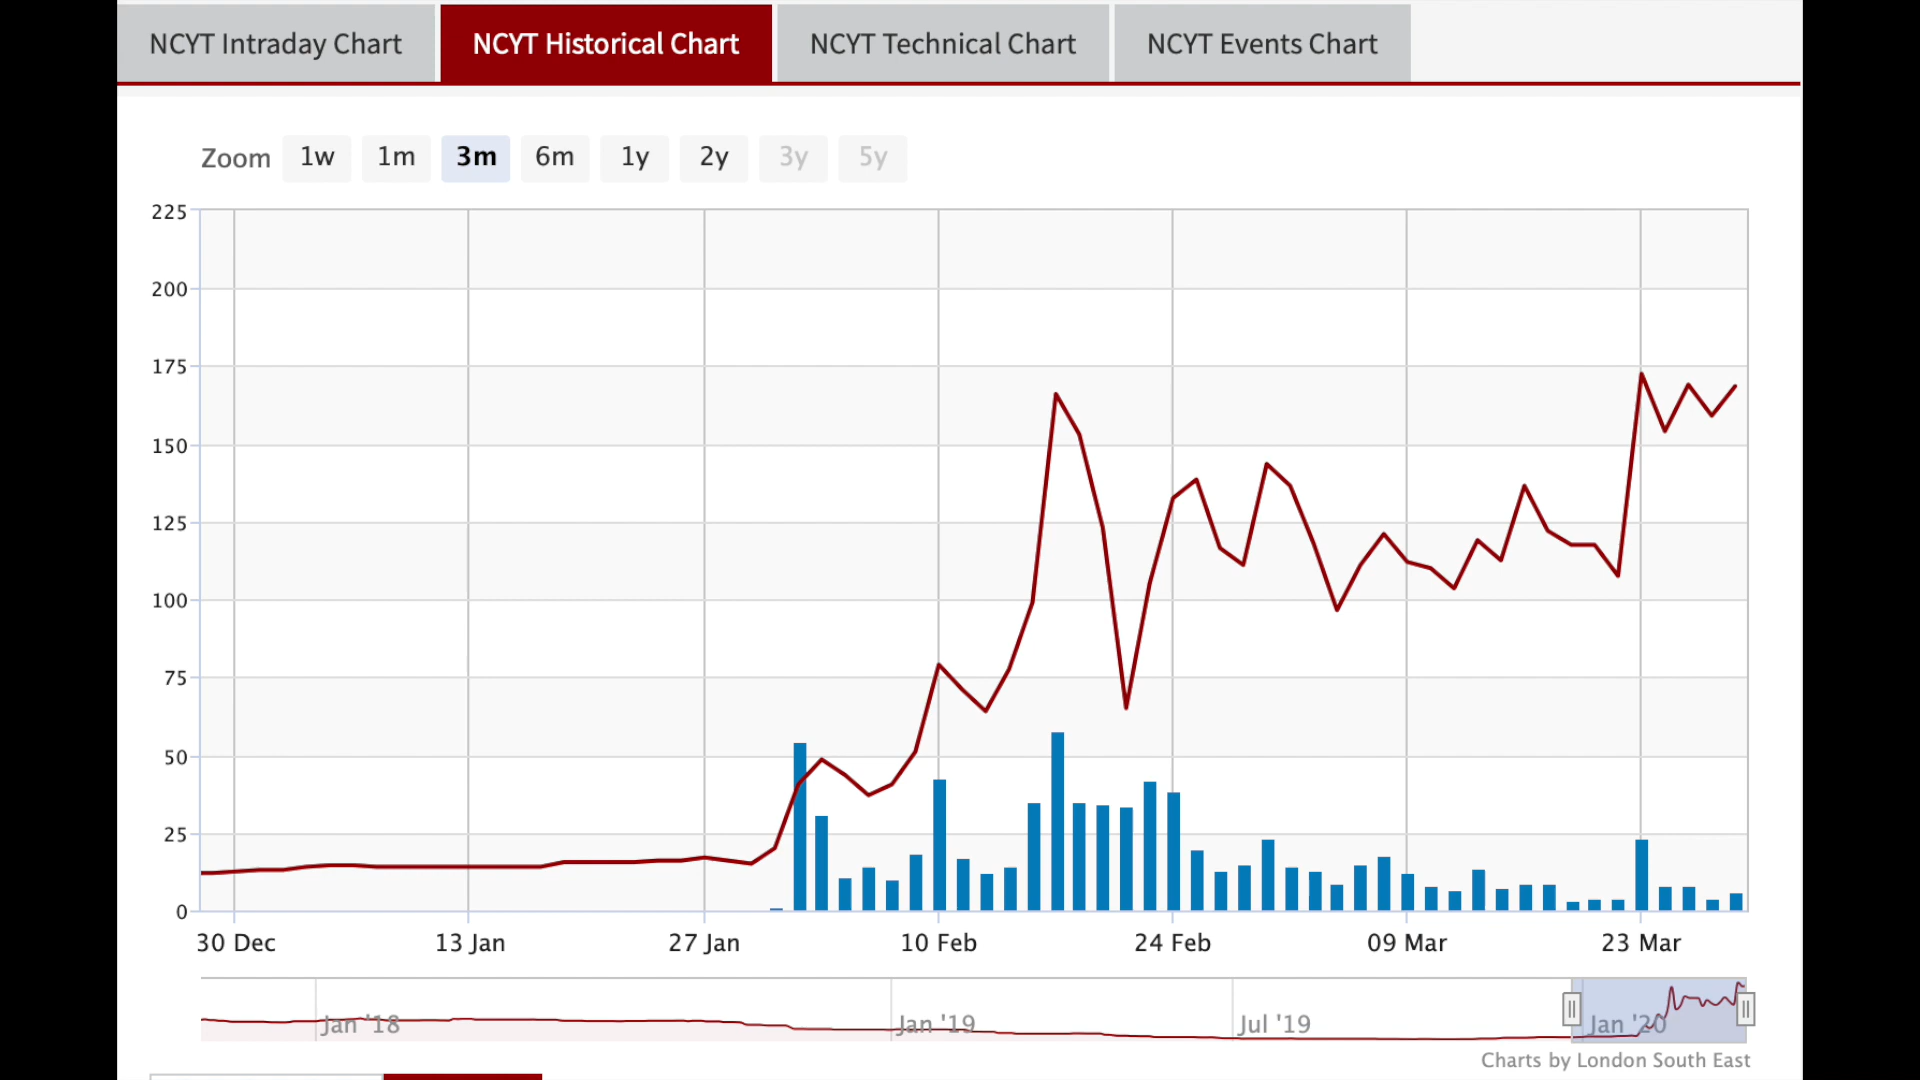 NCYT Intraday Chart NCYT Historical Chart NCYT Technical Chart NCYT Events Chart
Zoom 1w 1m 3m 6m 1y 2y 3y 5y
225
200
175
150
125
100
75
50
25
0
30 Dec 13 Jan 27 Jan 10 Feb 24 Feb 09 Mar 23 Mar
Jan '18 Jan '19 Jul '19 Jan '20
Charts by London South East